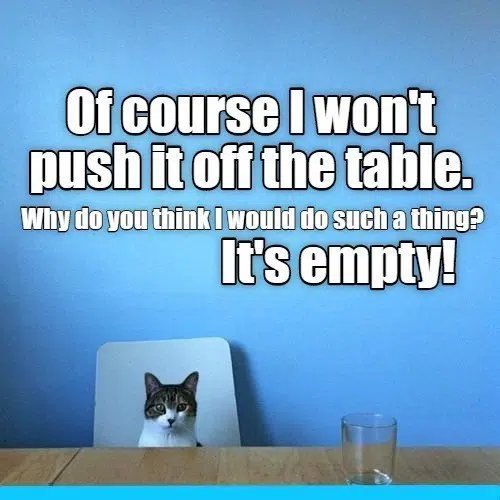 Of course I won't
push it off the table.
Why do you think I would do such a thing?
It's empty!